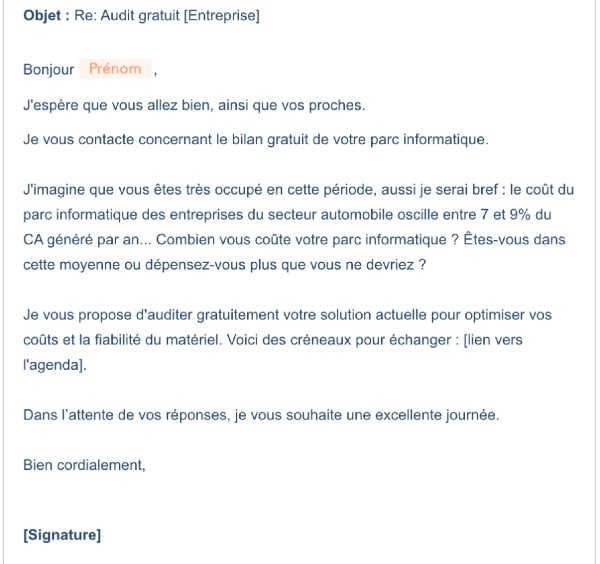 Objet : Re: Audit gratuit [Entreprise]
Bonjour Prénom ,
J'espère que vous allez bien, ainsi que vos proches.
Je vous contacte concernant le bilan gratuit de votre parc informatique.
J'imagine que vous êtes très occupé en cette période, aussi je serai bref : le coût du
parc informatique des entreprises du secteur automobile oscille entre 7 et 9% du
CA généré par an... Combien vous coûte votre parc informatique ? Êtes-vous dans
cette moyenne ou dépensez-vous plus que vous ne devriez ?
Je vous propose d'auditer gratuitement votre solution actuelle pour optimiser vos
coûts et la fiabilité du matériel. Voici des créneaux pour échanger : [lien vers
l'agenda].
Dans l’attente de vos réponses, je vous souhaite une excellente journée.
Bien cordialement,
[Signature]